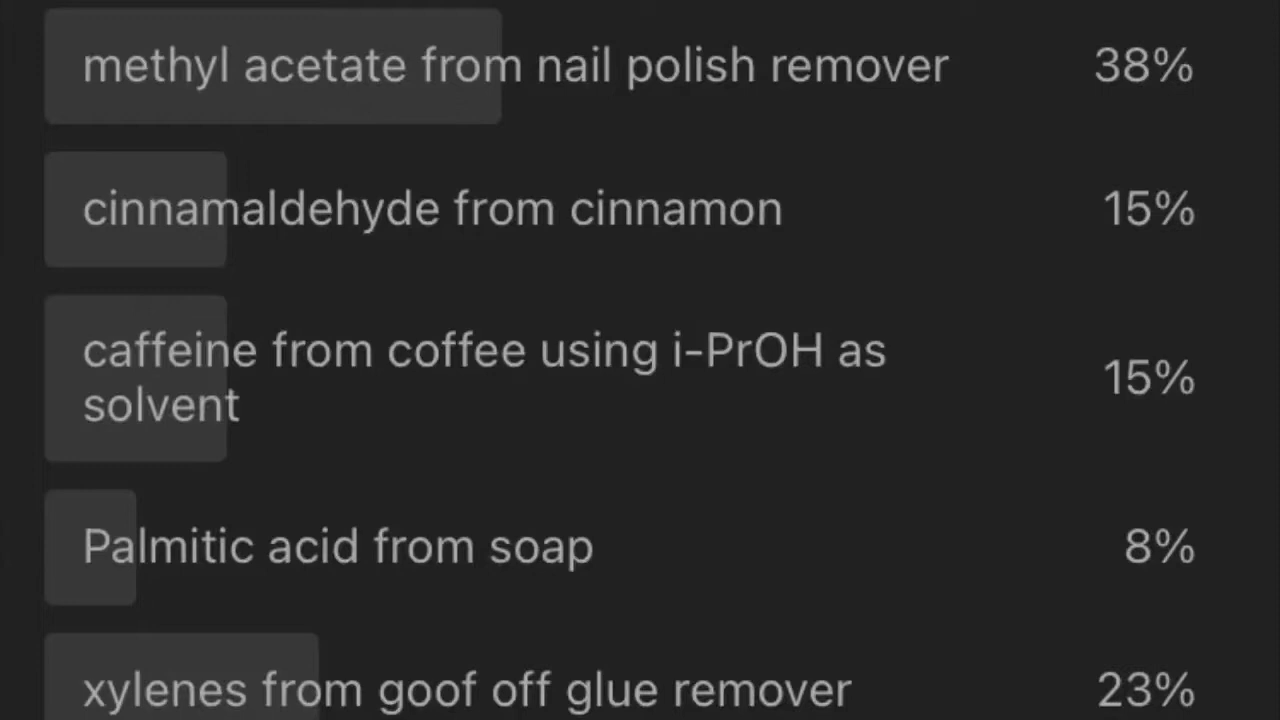 methyl acetate from nail polish remover 38%
cinnamaldehyde from cinnamon 15%
caffeine from coffee using i-PrOH as
solvent 15%
Palmitic acid from soap 8%
xylenes from goof off glue remover 23%